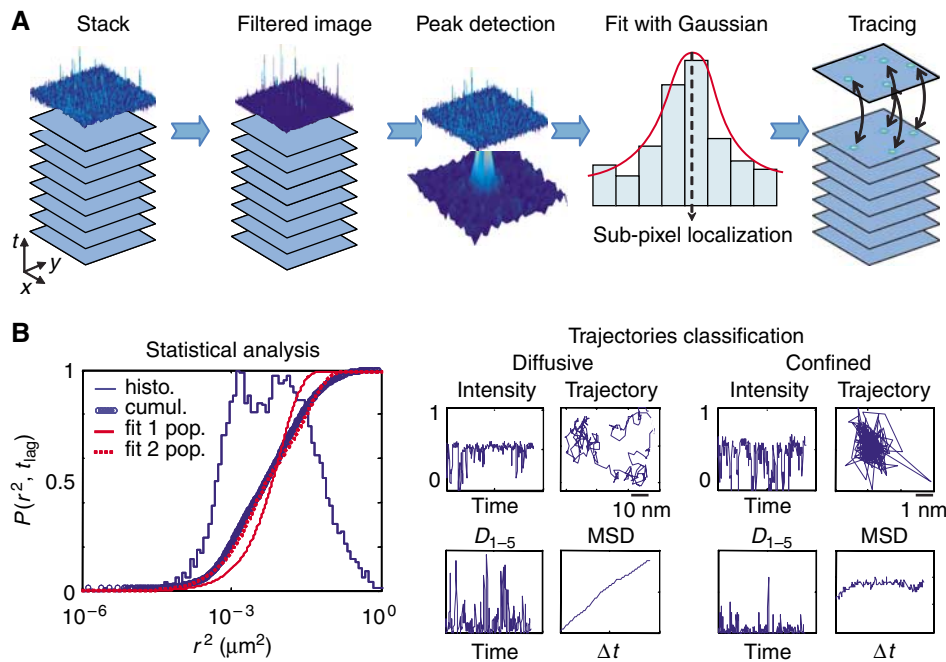 A
Stack
Filtered image
Peak detection
Fit with Gaussian
Tracing
t
y
x
Sub-pixel localization
B
Statistical analysis
histo.
cumul.
fit 1 pop.
fit 2 pop.
P(r², t_lag)
1
0.5
0
10⁻⁶
10⁻³
10⁰
r² (μm²)
Trajectories classification
Diffusive
Confined
Intensity
Trajectory
Intensity
Trajectory
1
0
1
0
Time
10 nm
Time
1 nm
D₁₋₅
MSD
D₁₋₅
MSD
Time
Δt
Time
Δt